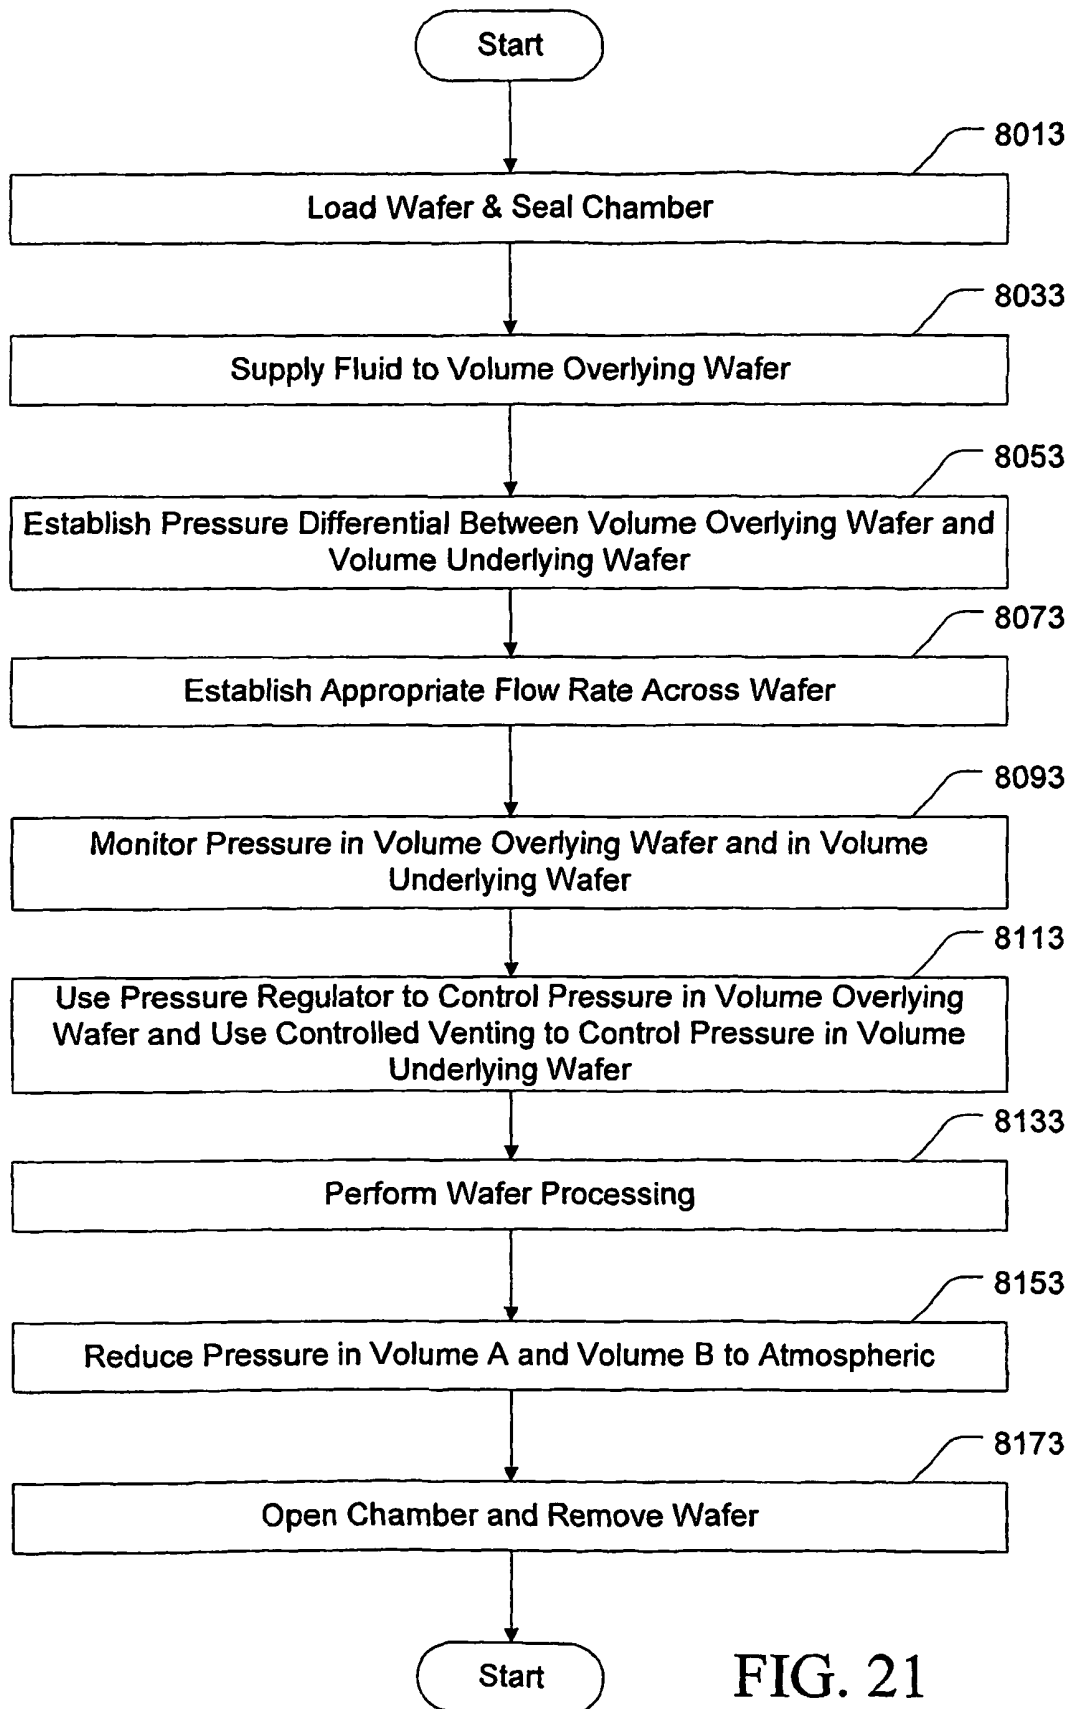 Start
8013
Load Wafer & Seal Chamber
8033
Supply Fluid to Volume Overlying Wafer
8053
Establish Pressure Differential Between Volume Overlying Wafer and
Volume Underlying Wafer
8073
Establish Appropriate Flow Rate Across Wafer
8093
Monitor Pressure in Volume Overlying Wafer and in Volume
Underlying Wafer
8113
Use Pressure Regulator to Control Pressure in Volume Overlying
Wafer and Use Controlled Venting to Control Pressure in Volume
Underlying Wafer
8133
Perform Wafer Processing
8153
Reduce Pressure in Volume A and Volume B to Atmospheric
8173
Open Chamber and Remove Wafer
Start
FIG. 21